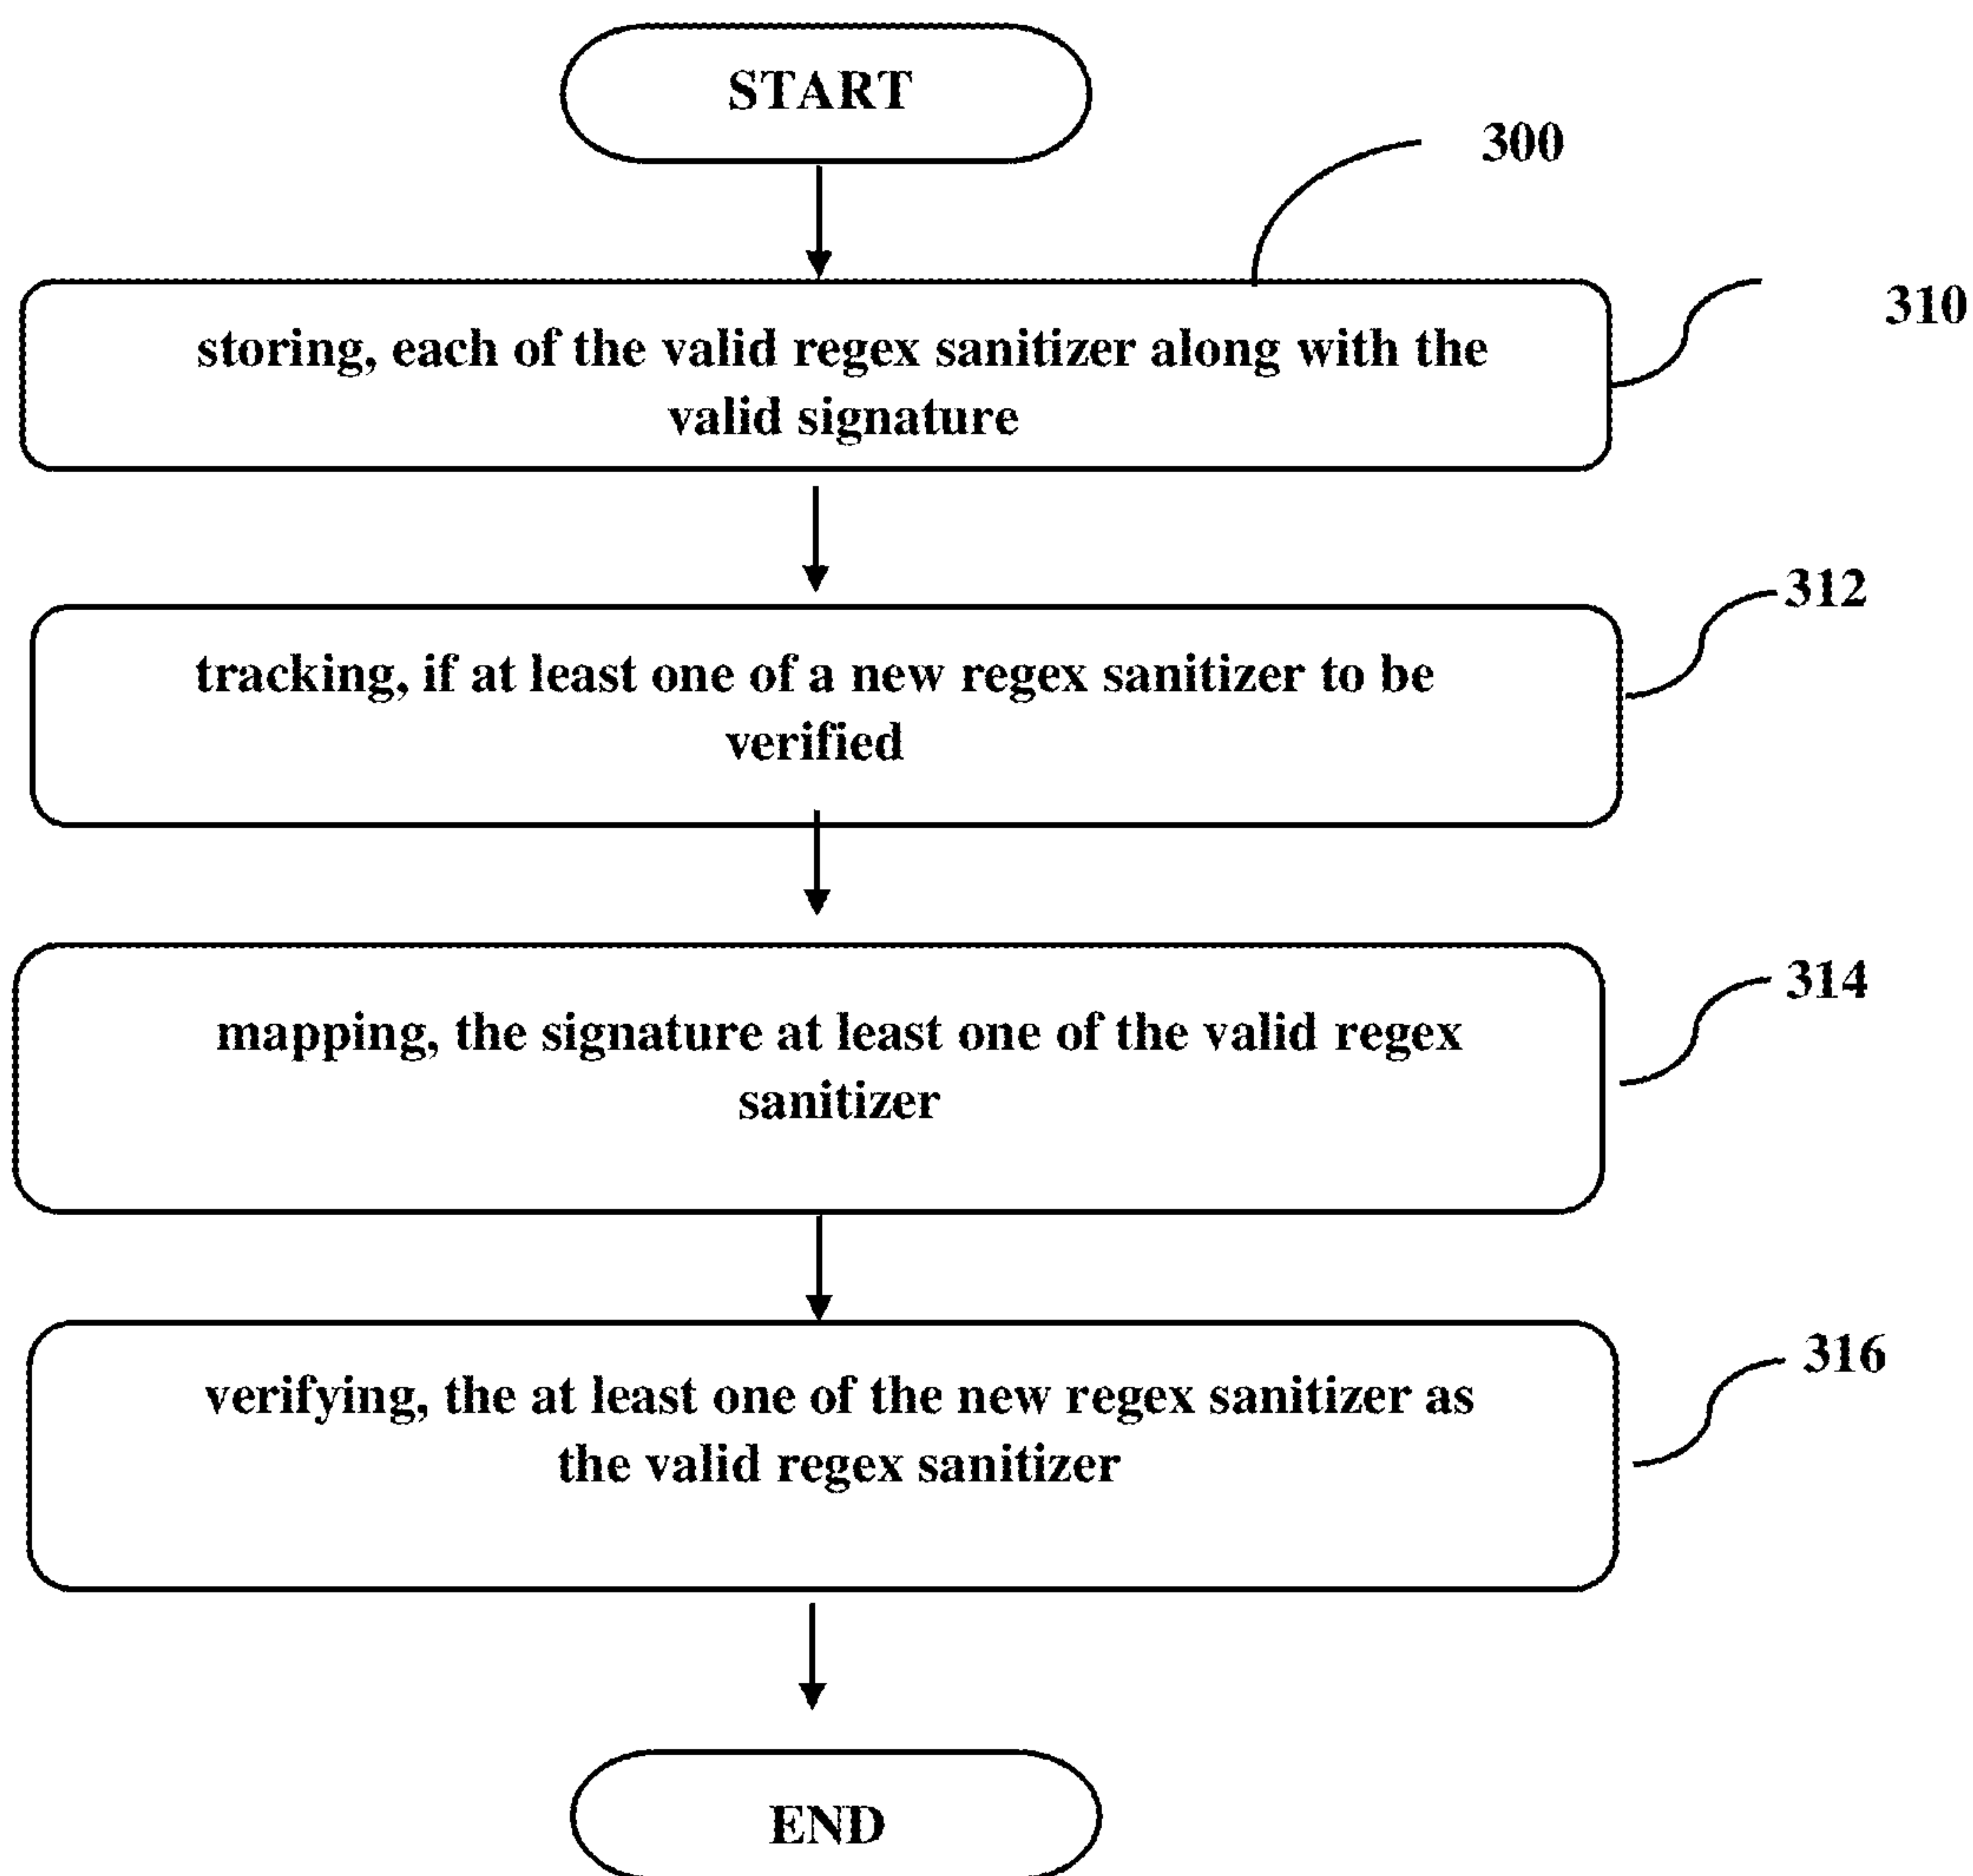 START
300
310
storing, each of the valid regex sanitizer along with the
valid signature
312
tracking, if at least one of a new regex sanitizer to be
verified
314
mapping, the signature at least one of the valid regex
sanitizer
316
verifying, the at least one of the new regex sanitizer as
the valid regex sanitizer
END